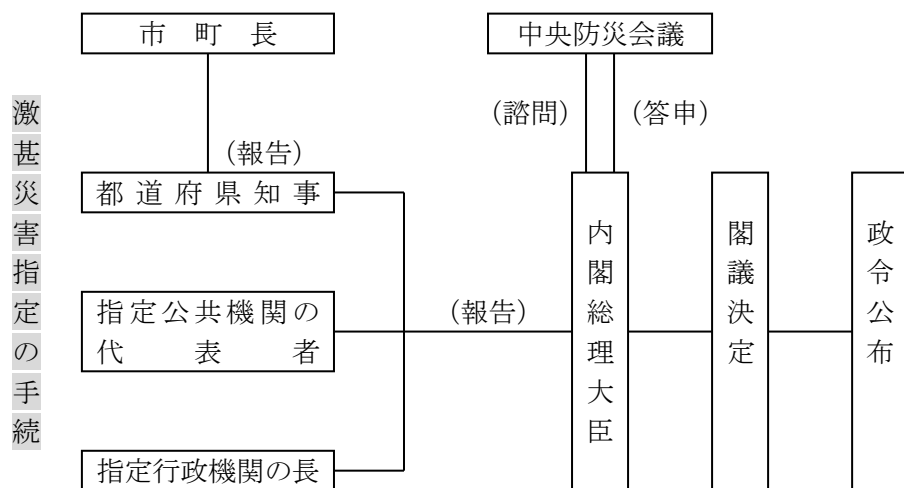 激甚災害指定の手続
市町長
中央防災会議
(諮問)
(答申)
(報告)
都道府県知事
指定公共機関の
代表者
(報告)
指定行政機関の長
内閣総理大臣
閣議決定
政令公布